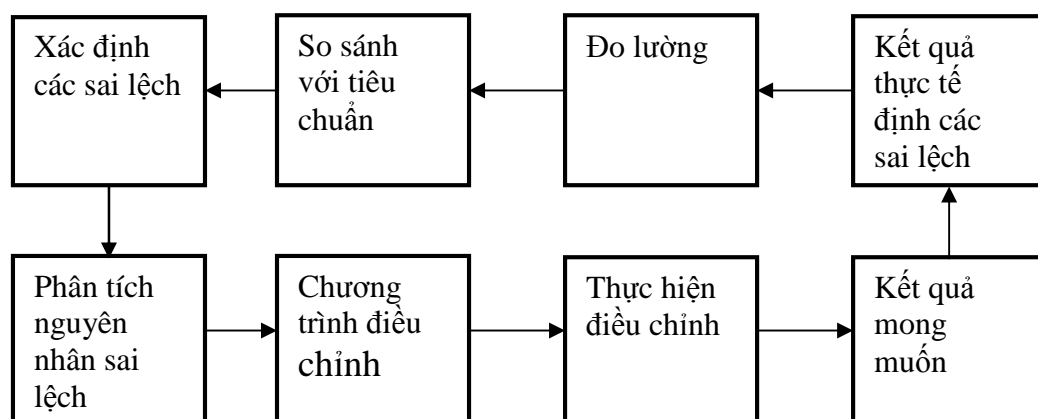 Xác định
các sai lệch
So sánh
với tiêu
chuẩn
Đo lường
Kết quả
thực tế
định các
sai lệch
Phân tích
nguyên
nhân sai
lệch
Chương
trình điều
chỉnh
Thực hiện
điều chỉnh
Kết quả
mong
muốn